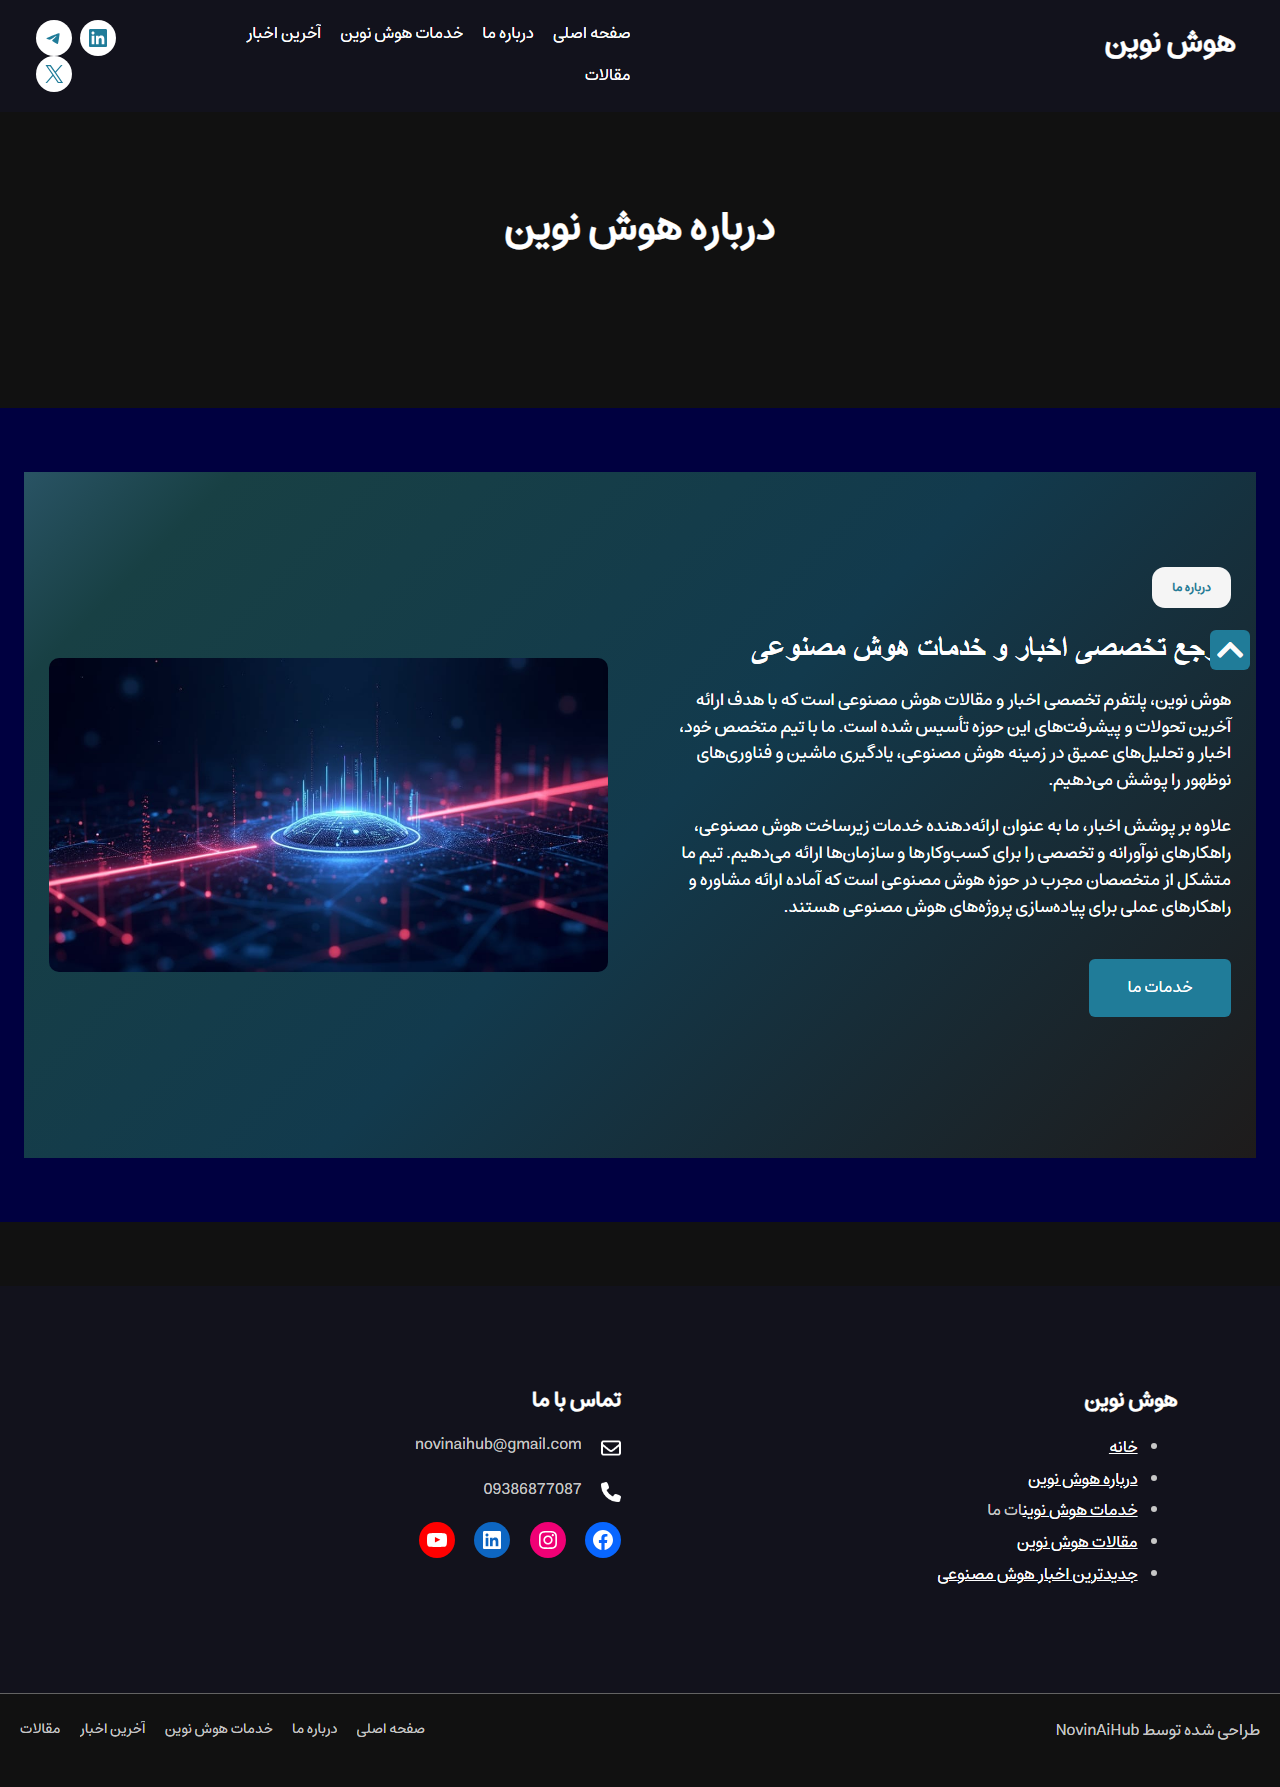 هوش نوین
صفحه اصلی
درباره ما
خدمات هوش نوین
آخرین اخبار
مقالات
درباره هوش نوین
درباره ما
تخصصی اخبار و خدمات هوش مصنوعی
هوش نوین، پلتفرم تخصصی اخبار و مقالات هوش مصنوعی است که با هدف ارائه
آخرین تحولات و پیشرفت‌های این حوزه تأسیس شده است. ما با تیم متخصص خود،
اخبار و تحلیل‌های عمیق در زمینه هوش مصنوعی، یادگیری ماشین و فناوری‌های
نوظهور را پوشش می‌دهیم.
علاوه بر پوشش اخبار، ما به عنوان ارائه‌دهنده خدمات زیرساخت هوش مصنوعی،
راهکارهای نوآورانه و تخصصی را برای کسب‌وکارها و سازمان‌ها ارائه می‌دهیم. تیم ما
متشکل از متخصصان مجرب در حوزه هوش مصنوعی است که آماده ارائه مشاوره و
راهکارهای عملی برای پیاده‌سازی پروژه‌های هوش مصنوعی هستند.
خدمات ما
هوش نوین
خانه
درباره هوش نوین
خدمات هوش نوینات ما
مقالات هوش نوین
جدیدترین اخبار هوش مصنوعی
تماس با ما
novinaihub@gmail.com
09386877087
طراحی شده توسط NovinAiHub
صفحه اصلی
درباره ما
خدمات هوش نوین
آخرین اخبار
مقالات